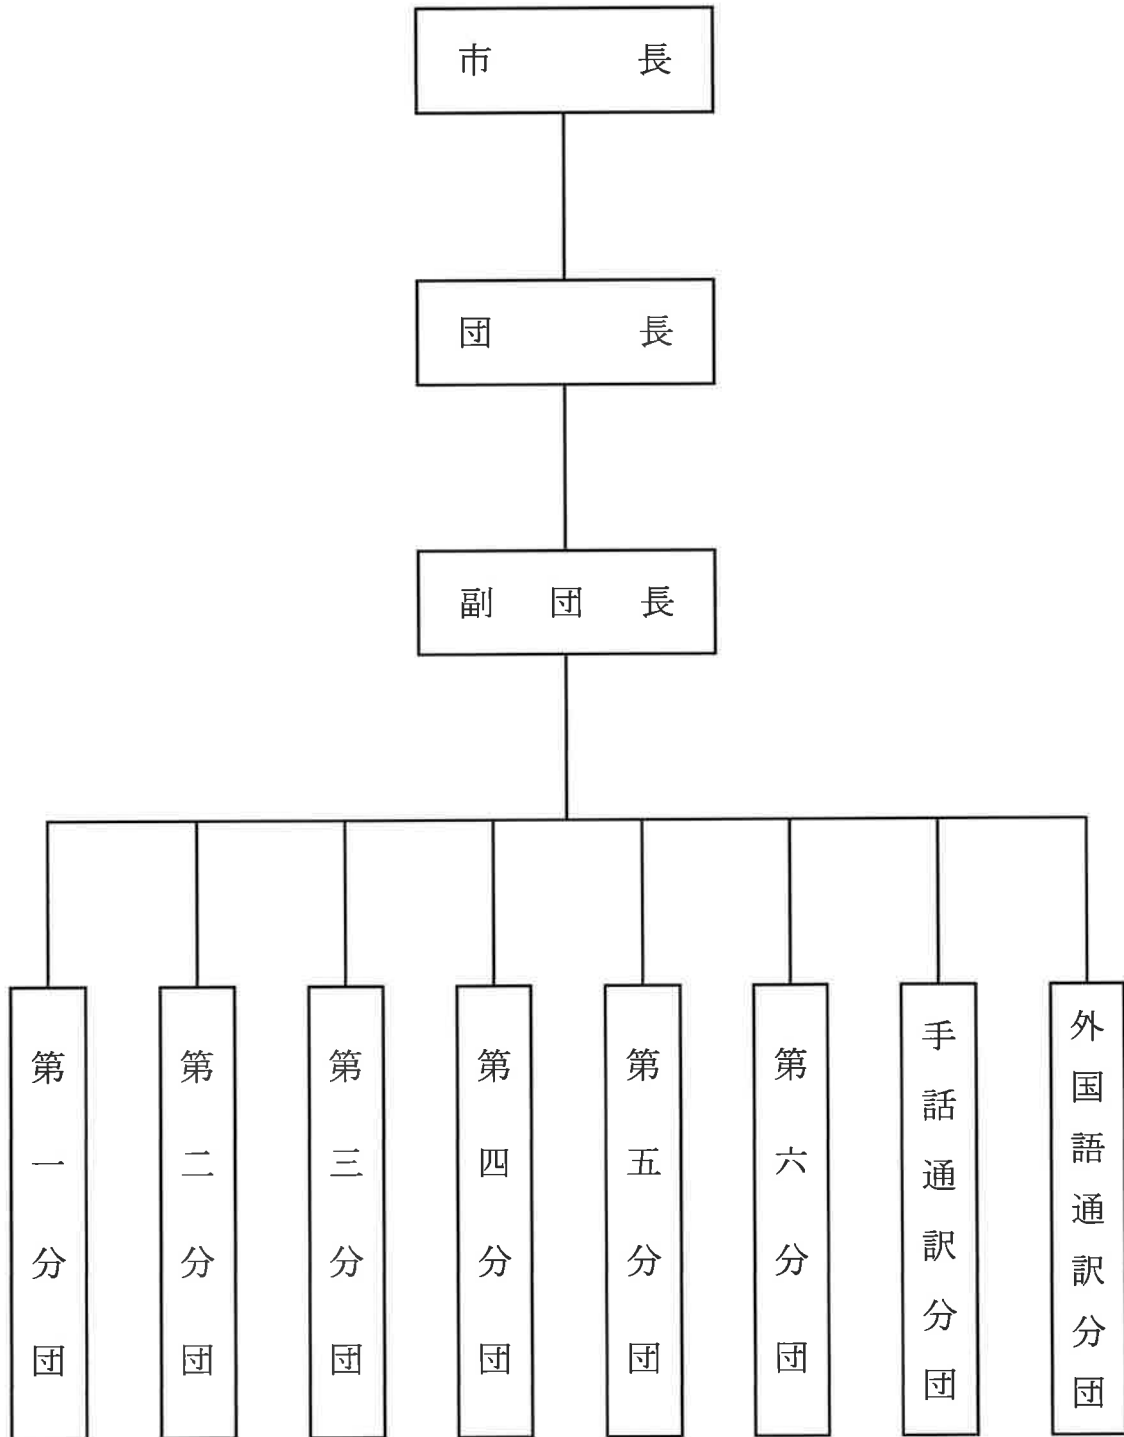 市長
団長
副団長
第一分団
第二分団
第三分団
第四分団
第五分団
第六分団
手話通訳分団
外国語通訳分団